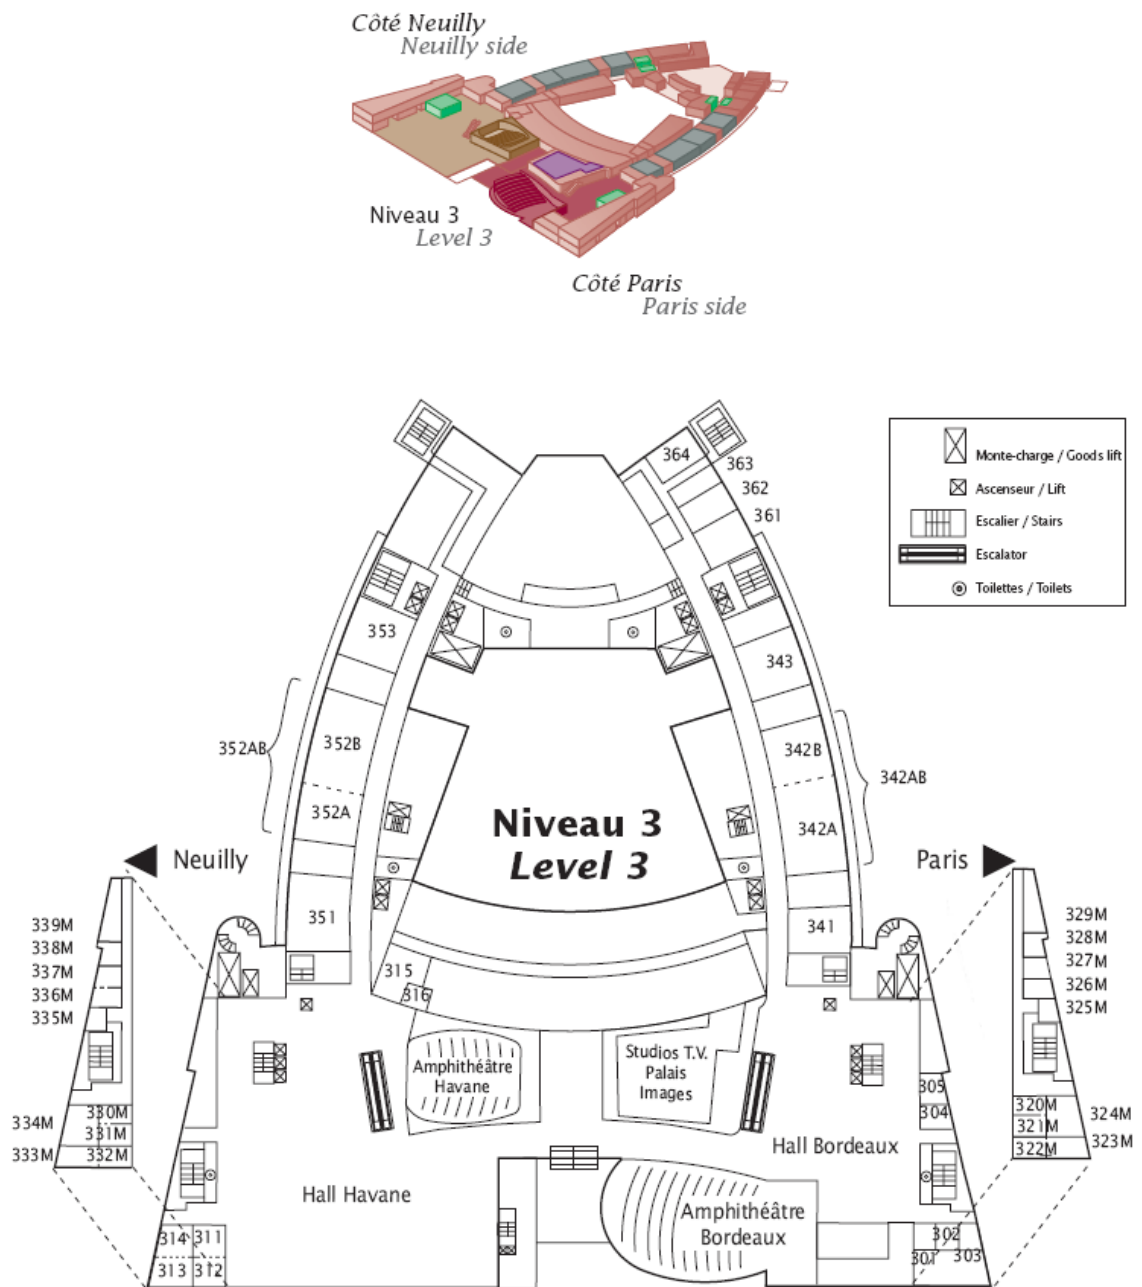 Côté Neuilly
Neuilly side
Niveau 3
Level 3
Côté Paris
Paris side
Monte-charge / Goods lift
Ascenseur / Lift
Escalier / Stairs
Escalator
Toilettes / Toilets
364
363
362
361
353
343
352AB
352B
342B
342AB
352A
342A
Niveau 3
Level 3
Neuilly
Paris
351
341
339M
338M
337M
336M
335M
329M
328M
327M
326M
325M
315
316
Amphithéâtre
Havane
Studios T.V.
Palais
Images
305
304
330M
334M
331M
333M
332M
320M
324M
321M
323M
322M
Hall Bordeaux
Hall Havane
Amphithéâtre
Bordeaux
314
311
313
312
302
301
303